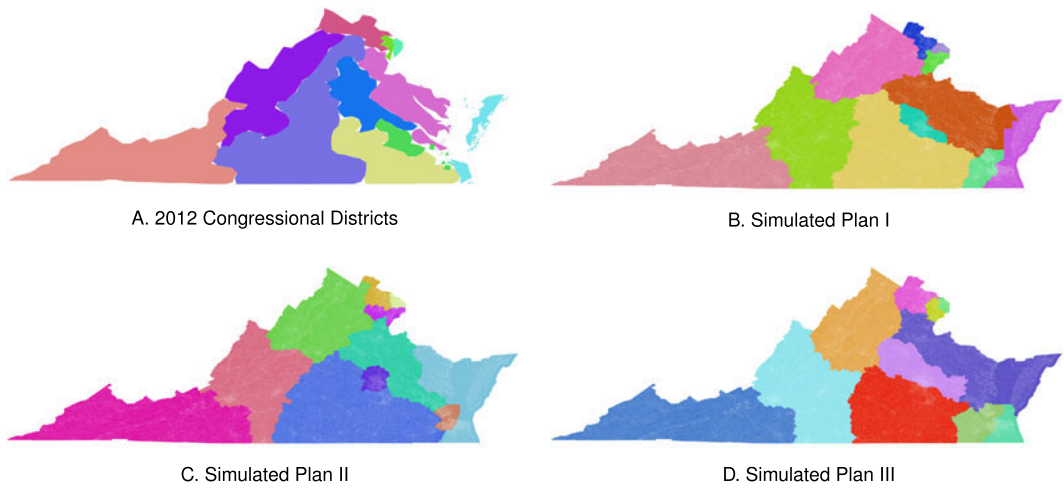 A. 2012 Congressional Districts
B. Simulated Plan I
C. Simulated Plan II
D. Simulated Plan III